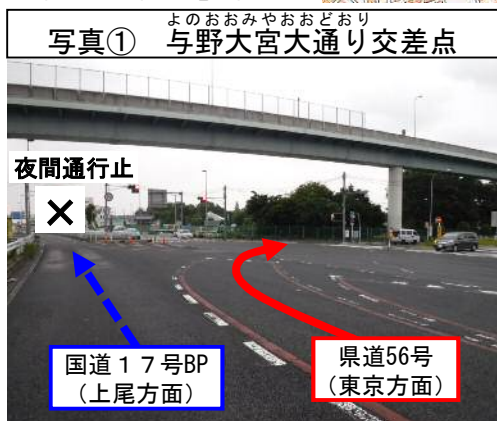 よのおおみやおおどおり
写真① 与野大宮大通り交差点
夜間通行止
×
国道１７号BP
（上尾方面）
県道56号
（東京方面）